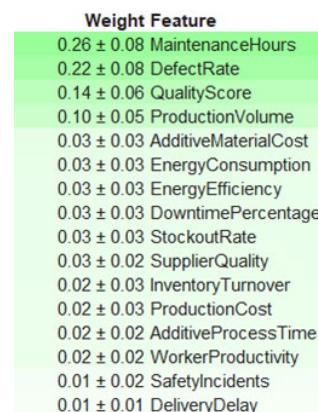 Weight Feature
0.26 ± 0.08 MaintenanceHours
0.22 ± 0.08 DefectRate
0.14 ± 0.06 QualityScore
0.10 ± 0.05 ProductionVolume
0.03 ± 0.03 AdditiveMaterialCost
0.03 ± 0.03 EnergyConsumption
0.03 ± 0.03 EnergyEfficiency
0.03 ± 0.03 DowntimePercentage
0.03 ± 0.03 StockoutRate
0.03 ± 0.02 SupplierQuality
0.02 ± 0.03 InventoryTurnover
0.02 ± 0.03 ProductionCost
0.02 ± 0.02 AdditiveProcessTime
0.02 ± 0.02 WorkerProductivity
0.01 ± 0.02 SafetyIncidents
0.01 ± 0.01 DeliveryDelay